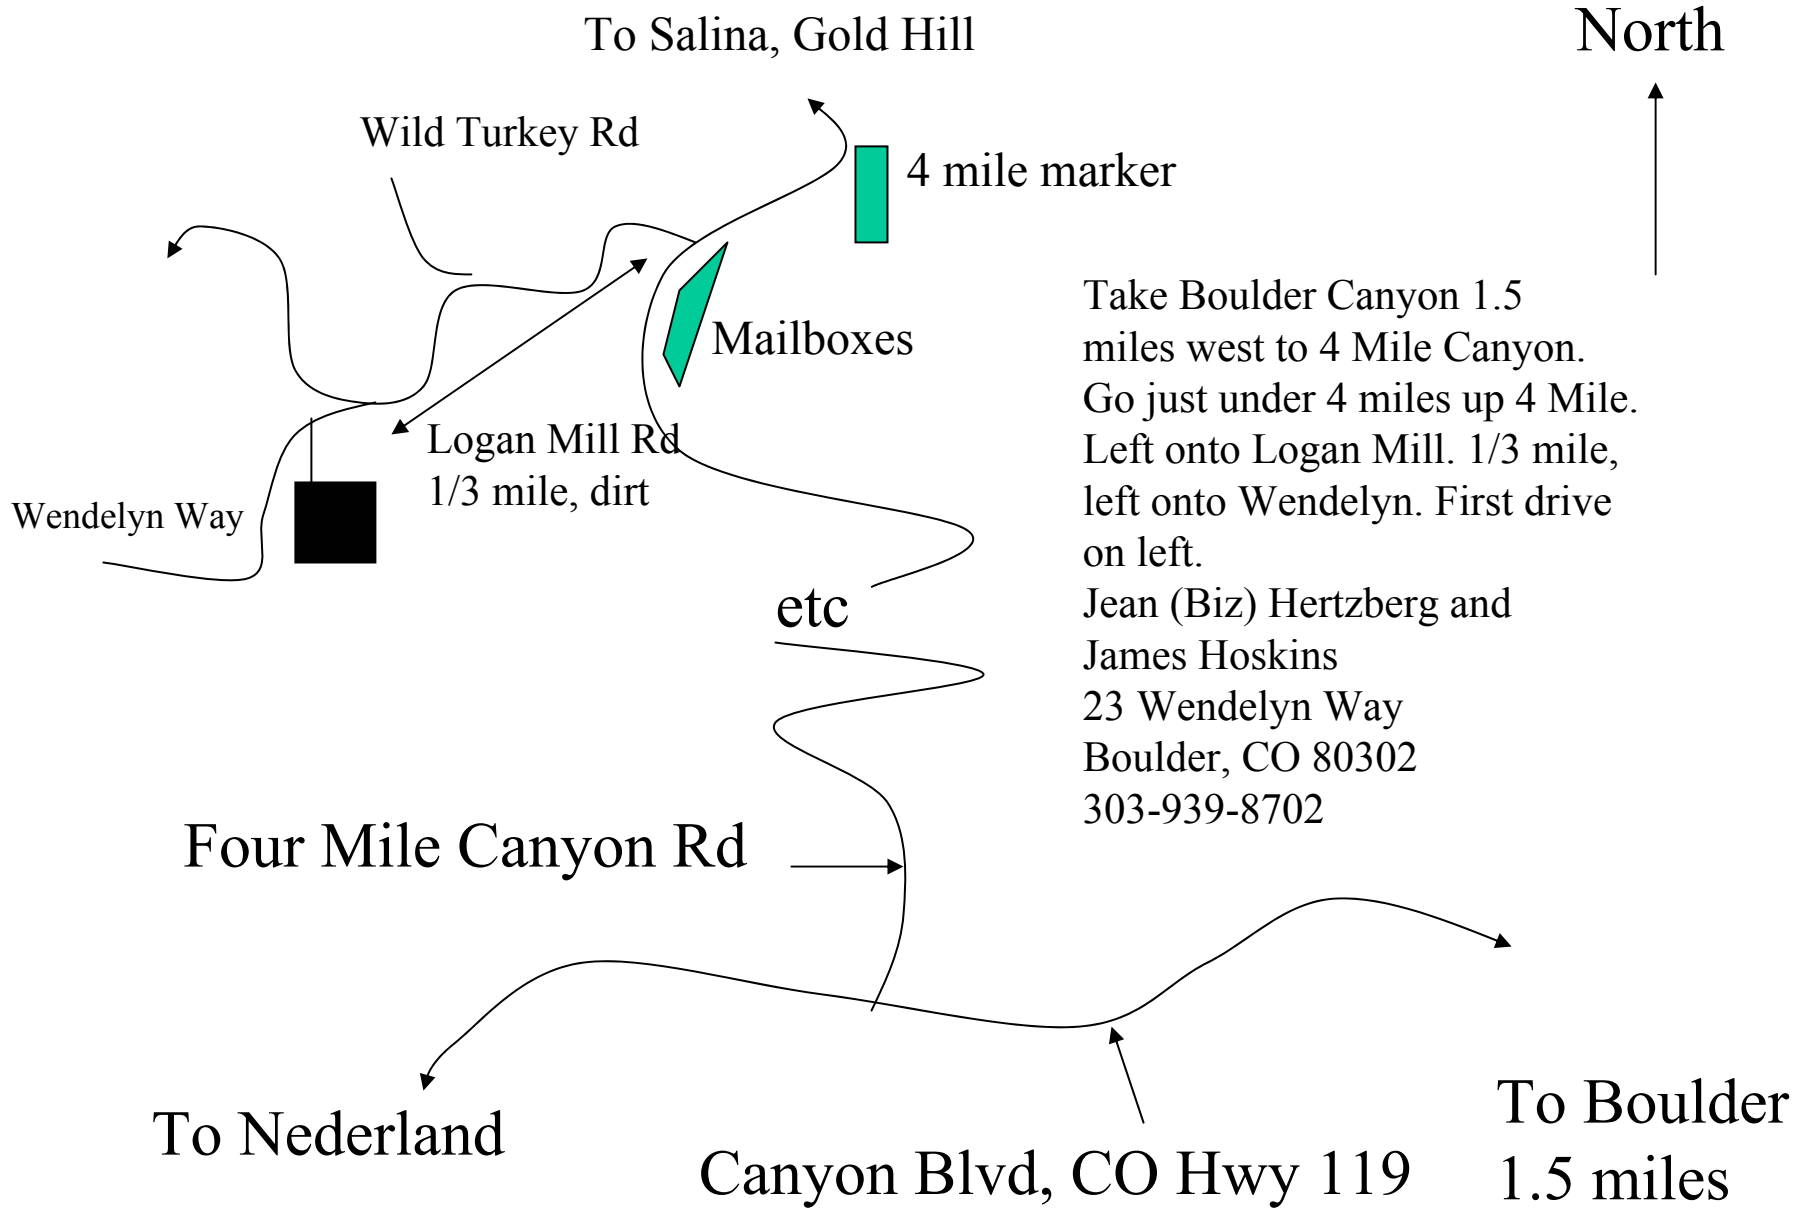 To Salina, Gold Hill
North
Wild Turkey Rd
4 mile marker
Mailboxes
Logan Mill Rd
1/3 mile, dirt
Wendelyn Way
Take Boulder Canyon 1.5
miles west to 4 Mile Canyon.
Go just under 4 miles up 4 Mile.
Left onto Logan Mill. 1/3 mile,
left onto Wendelyn. First drive
on left.
Jean (Biz) Hertzberg and
James Hoskins
23 Wendelyn Way
Boulder, CO 80302
303-939-8702
etc
Four Mile Canyon Rd
To Nederland
Canyon Blvd, CO Hwy 119
To Boulder
1.5 miles